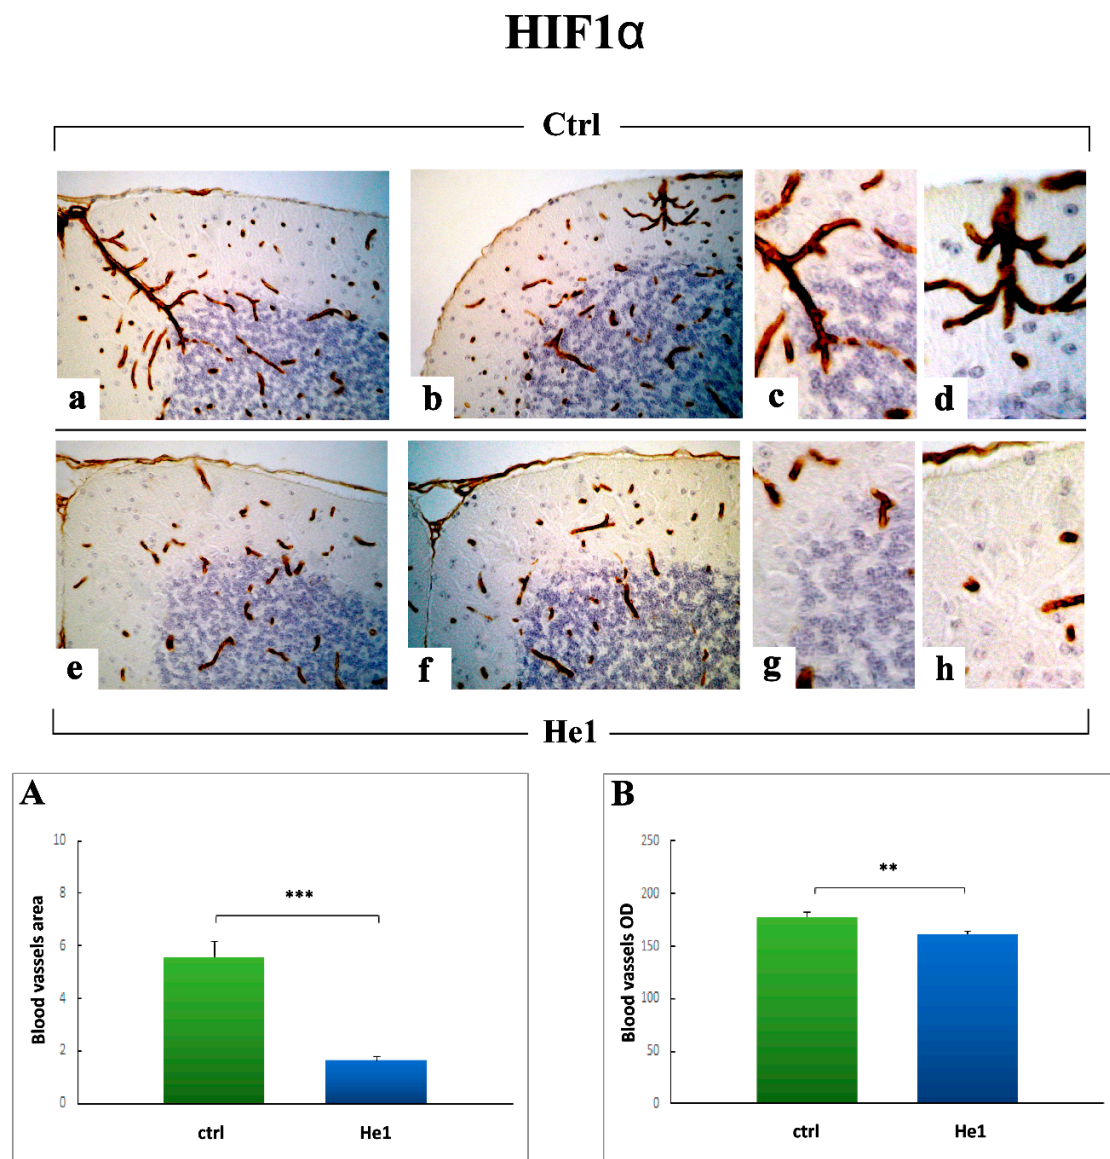 HIF1α
Ctrl
a b c d
e f g h
He1
A
10
8
6
4
2
0
Blood vassels area
***
ctrl He1
B
250
200
150
100
50
0
Blood vassels OD
**
ctrl He1